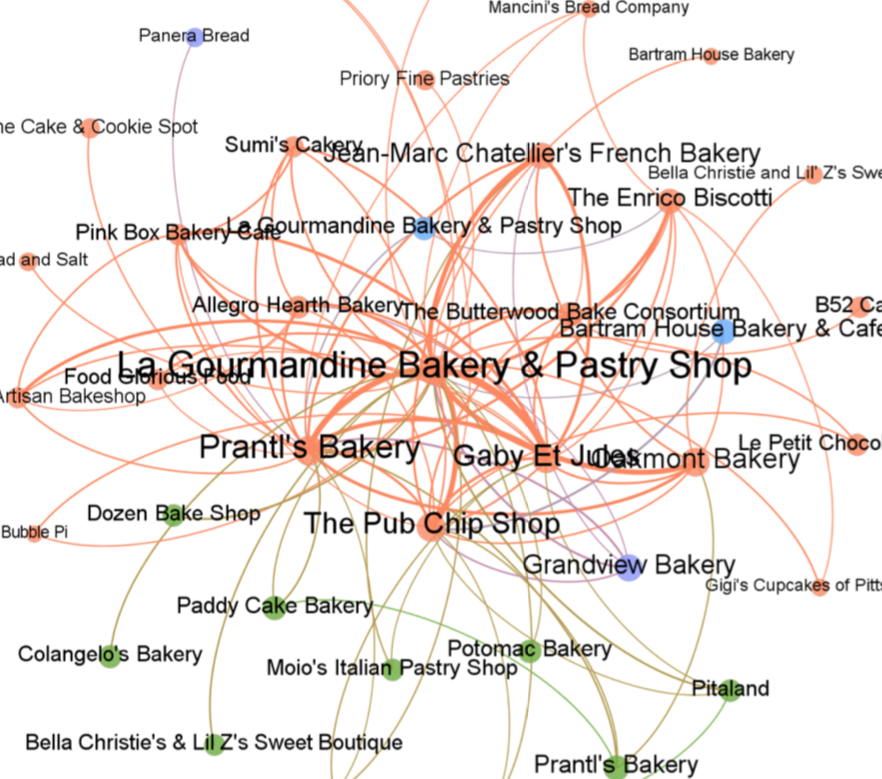 Mancini's Bread Company
Panera Bread
Bartram House Bakery
Priory Fine Pastries
ne Cake & Cookie Spot
Sumi's Cakery
Jean-Marc Chatellier's French Bakery
Bella Christie and Lil' Z's Swe
The Enrico Biscotti
La Gourmandine Bakery & Pastry Shop
Pink Box Bakery Cafe
ad and Salt
Allegro Hearth Bakery
The Butterwood Bake Consortium
B52 Ca
Bartram House Bakery & Cafe
La Gourmandine Bakery & Pastry Shop
Food Glorious Food
Artisan Bakeshop
Prantl's Bakery
Gaby Et Jules
Oakmont Bakery
Le Petit Choco
Dozen Bake Shop
The Pub Chip Shop
Bubble Pi
Grandview Bakery
Gigi's Cupcakes of Pitts
Paddy Cake Bakery
Colangelo's Bakery
Moio's Italian Pastry Shop
Potomac Bakery
Pitaland
Bella Christie's & Lil Z's Sweet Boutique
Prantl's Bakery